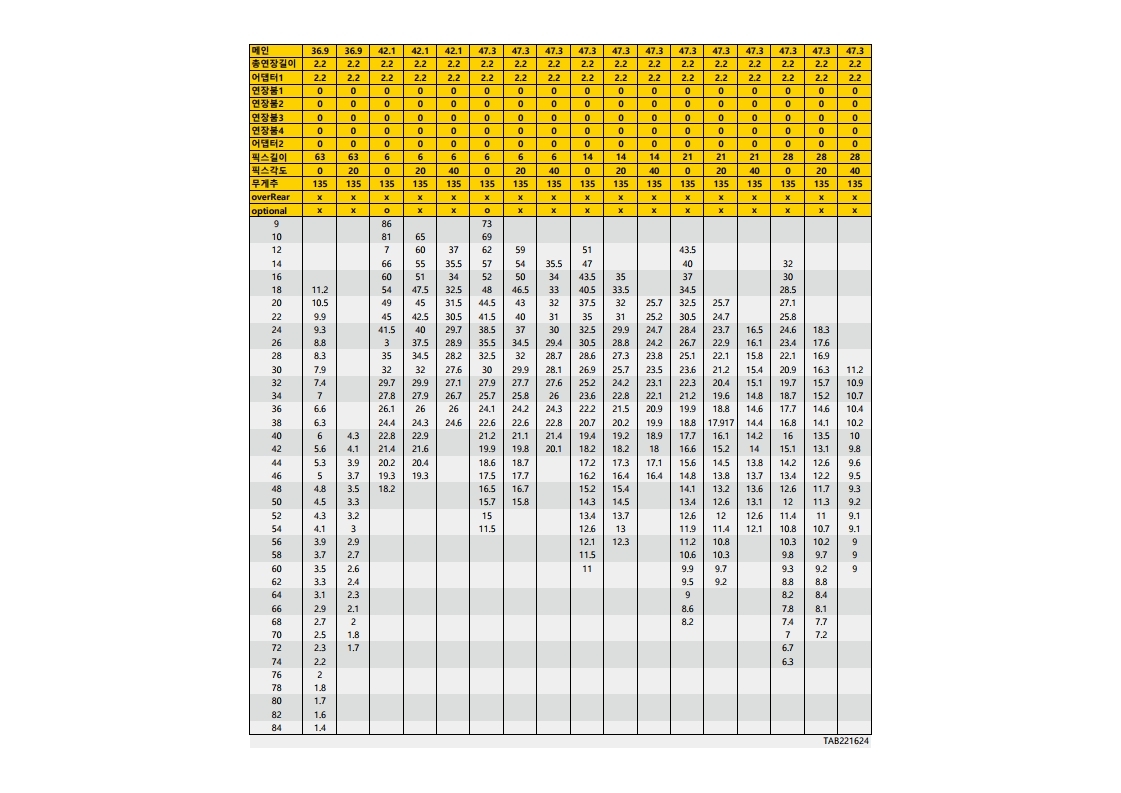 메인 36.9 36.9 42.1 42.1 42.1 47.3 47.3 47.3 47.3 47.3 47.3 47.3 47.3 47.3 47.3 47.3 47.3
총연장길이 2.2 2.2 2.2 2.2 2.2 2.2 2.2 2.2 2.2 2.2 2.2 2.2 2.2 2.2 2.2 2.2 2.2
어댑터1 2.2 2.2 2.2 2.2 2.2 2.2 2.2 2.2 2.2 2.2 2.2 2.2 2.2 2.2 2.2 2.2 2.2
연장붐1 0 0 0 0 0 0 0 0 0 0 0 0 0 0 0 0 0
연장붐2 0 0 0 0 0 0 0 0 0 0 0 0 0 0 0 0 0
연장붐3 0 0 0 0 0 0 0 0 0 0 0 0 0 0 0 0 0
연장붐4 0 0 0 0 0 0 0 0 0 0 0 0 0 0 0 0 0
어댑터2 0 0 0 0 0 0 0 0 0 0 0 0 0 0 0 0 0
픽스길이 63 63 6 6 6 6 6 6 14 14 14 21 21 21 28 28 28
픽스각도 0 20 0 20 40 0 20 40 0 20 40 0 20 40 0 20 40
무게추 135 135 135 135 135 135 135 135 135 135 135 135 135 135 135 135 135
overRear x x x x x x x x x x x x x x x x x
optional x x o x x o x x x x x x x x x x x
9 86 73
10 81 65 69
12 7 60 37 62 59 51 43.5
14 66 55 35.5 57 54 35.5 47 40 32
16 60 51 34 52 50 34 43.5 35 37 30
18 11.2 54 47.5 32.5 48 46.5 33 40.5 33.5 34.5 28.5
20 10.5 49 45 31.5 44.5 43 32 37.5 32 25.7 32.5 25.7 27.1
22 9.9 45 42.5 30.5 41.5 40 31 35 31 25.2 30.5 24.7 25.8
24 9.3 41.5 40 29.7 38.5 37 30 32.5 29.9 24.7 28.4 23.7 16.5 24.6 18.3
26 8.8 3 37.5 28.9 35.5 34.5 29.4 30.5 28.8 24.2 26.7 22.9 16.1 23.4 17.6
28 8.3 35 34.5 28.2 32.5 32 28.7 28.6 27.3 23.8 25.1 22.1 15.8 22.1 16.9
30 7.9 32 32 27.6 30 29.9 28.1 26.9 25.7 23.5 23.6 21.2 15.4 20.9 16.3 11.2
32 7.4 29.7 29.9 27.1 27.9 27.7 27.6 25.2 24.2 23.1 22.3 20.4 15.1 19.7 15.7 10.9
34 7 27.8 27.9 26.7 25.7 25.8 26 23.6 22.8 22.1 21.2 19.6 14.8 18.7 15.2 10.7
36 6.6 26.1 26 26 24.1 24.2 24.3 22.2 21.5 20.9 19.9 18.8 14.6 17.7 14.6 10.4
38 6.3 24.4 24.3 24.6 22.6 22.6 22.8 20.7 20.2 19.9 18.8 17.917 14.4 16.8 14.1 10.2
40 6 4.3 22.8 22.9 21.2 21.1 21.4 19.4 19.2 18.9 17.7 16.1 14.2 16 13.5 10
42 5.6 4.1 21.4 21.6 19.9 19.8 20.1 18.2 18.2 18 16.6 15.2 14 15.1 13.1 9.8
44 5.3 3.9 20.2 20.4 18.6 18.7 17.2 17.3 17.1 15.6 14.5 13.8 14.2 12.6 9.6
46 5 3.7 19.3 19.3 17.5 17.7 16.2 16.4 16.4 14.8 13.8 13.7 13.4 12.2 9.5
48 4.8 3.5 18.2 16.5 16.7 15.2 15.4 14.1 13.2 13.6 12.6 11.7 9.3
50 4.5 3.3 15.7 15.8 14.3 14.5 13.4 12.6 13.1 12 11.3 9.2
52 4.3 3.2 15 13.4 13.7 12.6 12 12.6 11.4 11 9.1
54 4.1 3 11.5 12.6 13 11.9 11.4 12.1 10.8 10.7 9.1
56 3.9 2.9 12.1 12.3 11.2 10.8 10.3 10.2 9
58 3.7 2.7 11.5 10.6 10.3 9.8 9.7 9
60 3.5 2.6 11 9.9 9.7 9.3 9.2 9
62 3.3 2.4 9.5 9.2 8.8 8.8
64 3.1 2.3 9 8.2 8.4
66 2.9 2.1 8.6 7.8 8.1
68 2.7 2 8.2 7.4 7.7
70 2.5 1.8 7 7.2
72 2.3 1.7 6.7
74 2.2 6.3
76 2
78 1.8
80 1.7
82 1.6
84 1.4
TAB221624